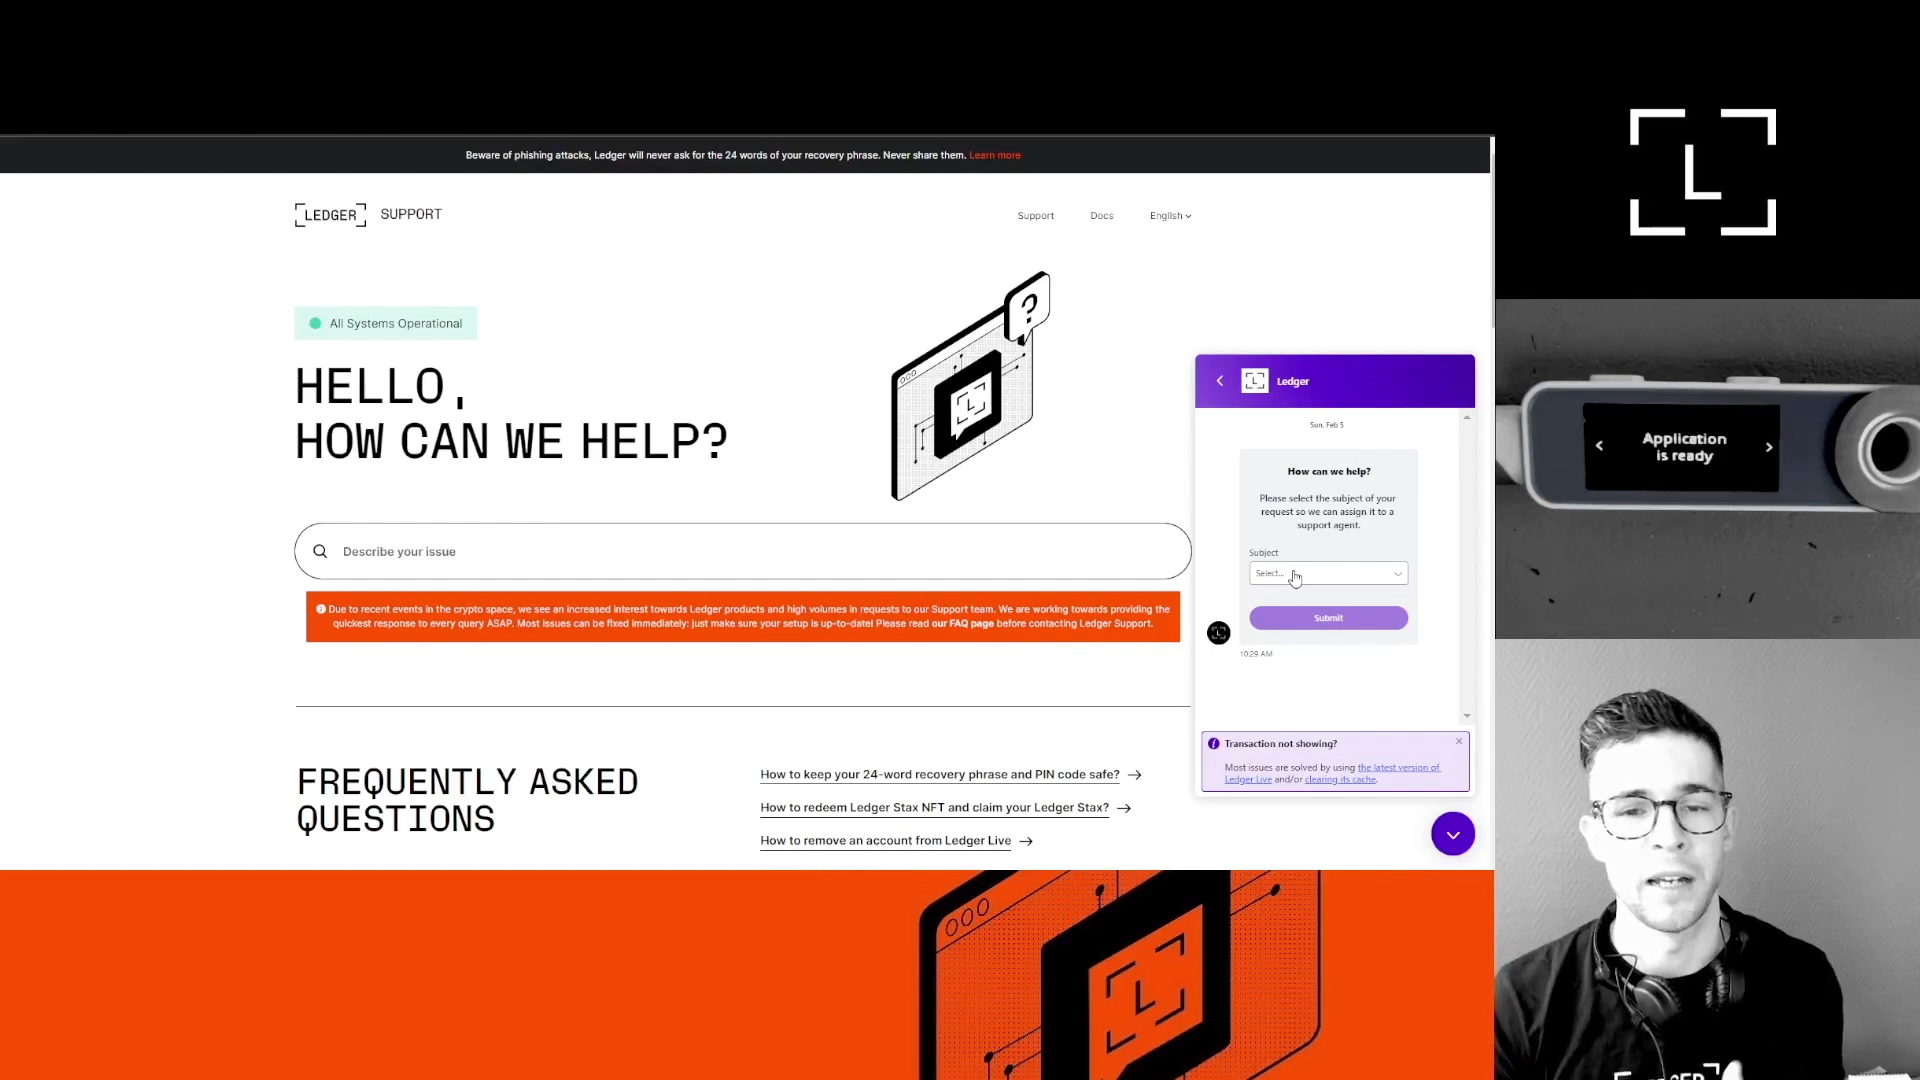 Beware of phishing attacks, Ledger will never ask for the 24 words of your recovery phrase. Never share them. Learn more
LEDGER SUPPORT
Support
Docs
English
All Systems Operational
HELLO,
HOW CAN WE HELP?
?
L
Describe your issue
Due to recent events in the crypto space, we see an increased interest towards Ledger products and high volumes in requests to our Support team. We are working towards providing the
quickest response to every query ASAP. Most issues can be fixed immediately: just make sure your setup is up-to-date! Please read our FAQ page before contacting Ledger Support.
FREQUENTLY ASKED
QUESTIONS
How to keep your 24-word recovery phrase and PIN code safe?
How to redeem Ledger Stax NFT and claim your Ledger Stax?
How to remove an account from Ledger Live
Ledger
Sun, Feb 5
How can we help?
Please select the subject of your
request so we can assign it to a
support agent.
Subject
Select...
Submit
10:29 AM
Transaction not showing?
Most issues are solved by using the latest version of
Ledger Live and/or clearing its cache.
L
L
Application
is ready
LEDGER